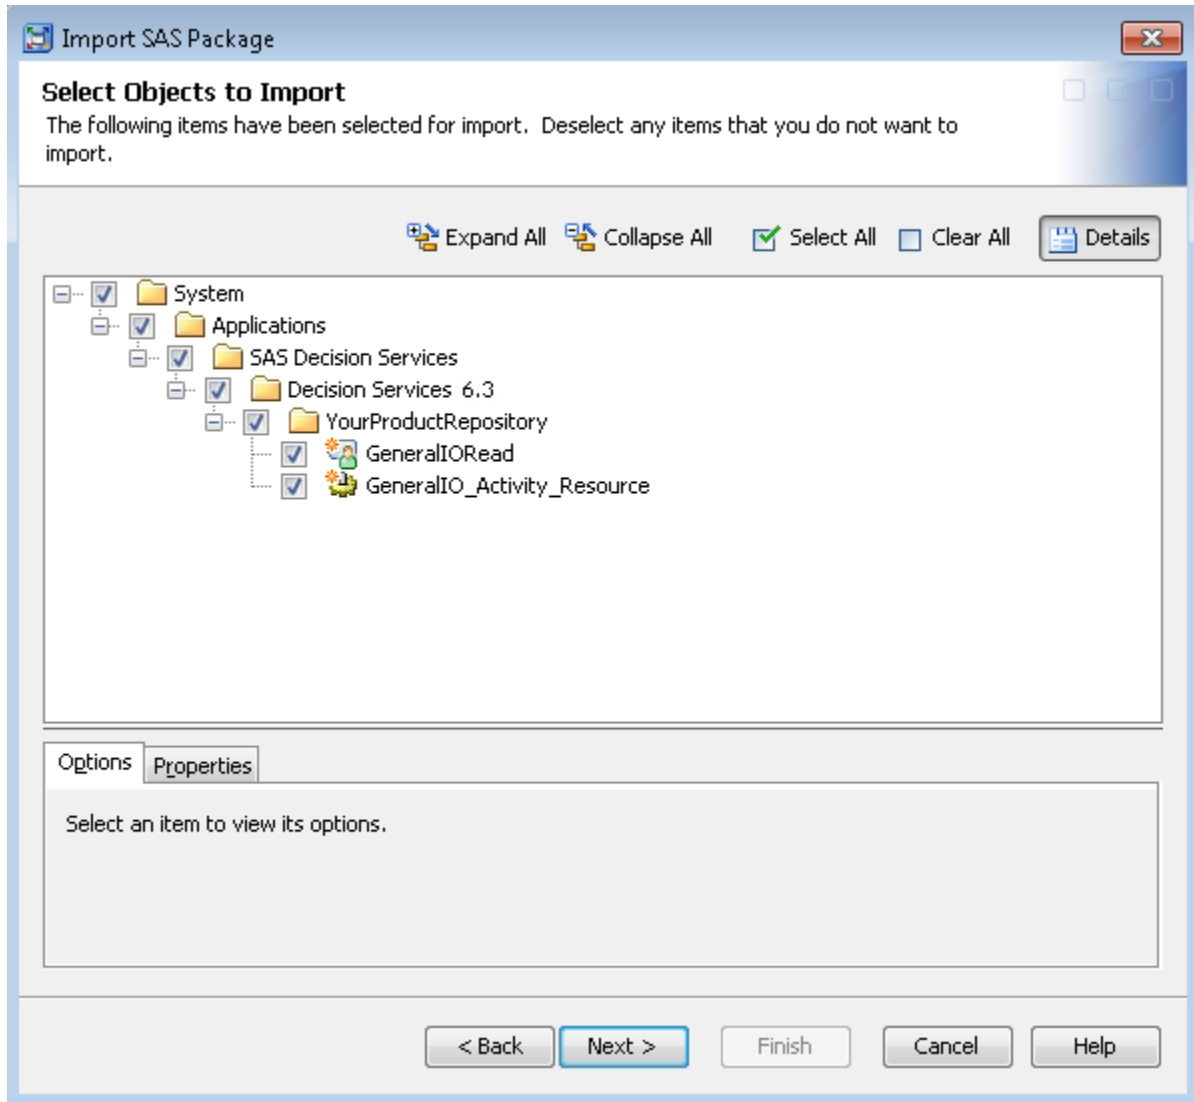 Import SAS Package
Select Objects to Import
The following items have been selected for import.  Deselect any items that you do not want to
import.
Expand All Collapse All Select All Clear All Details
System
Applications
SAS Decision Services
Decision Services 6.3
YourProductRepository
GeneralIORead
GeneralIO_Activity_Resource
Options Properties
Select an item to view its options.
< Back Next > Finish Cancel Help